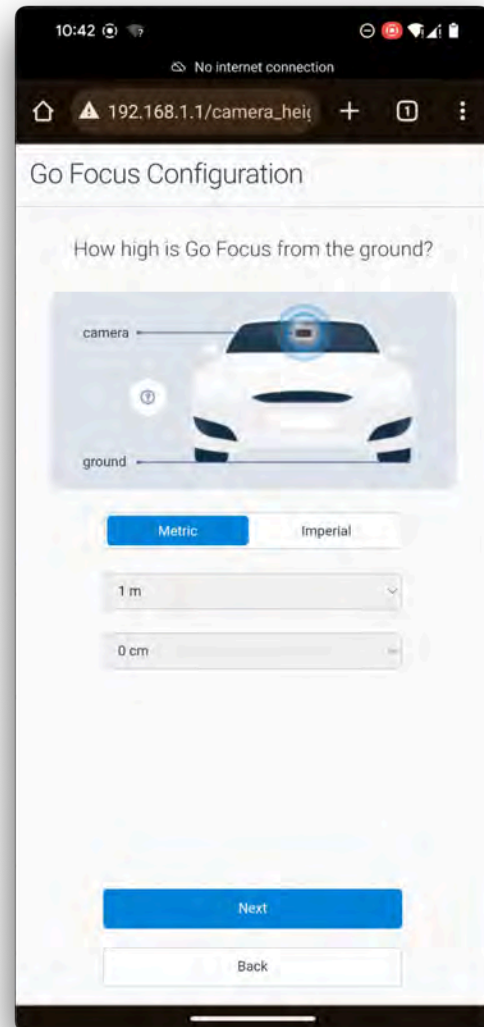 10:42
No internet connection
192.168.1.1/camera_heig
1
Go Focus Configuration
How high is Go Focus from the ground?
camera
ground
Metric Imperial
1 m
0 cm
Next
Back